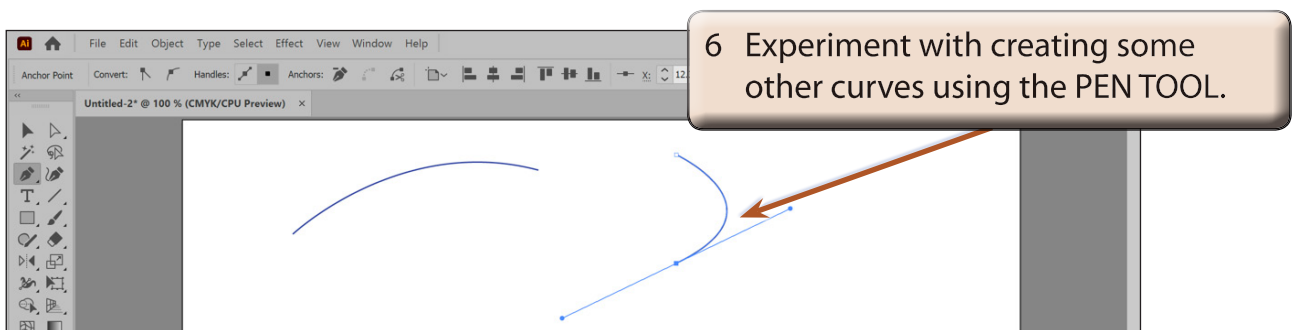 6 Experiment with creating some
other curves using the PEN TOOL.
Ai File Edit Object Type Select Effect View Window Help
Anchor Point Convert: Handles: Anchors: X: 12.
Untitled-2* @ 100 % (CMYK/CPU Preview) ×